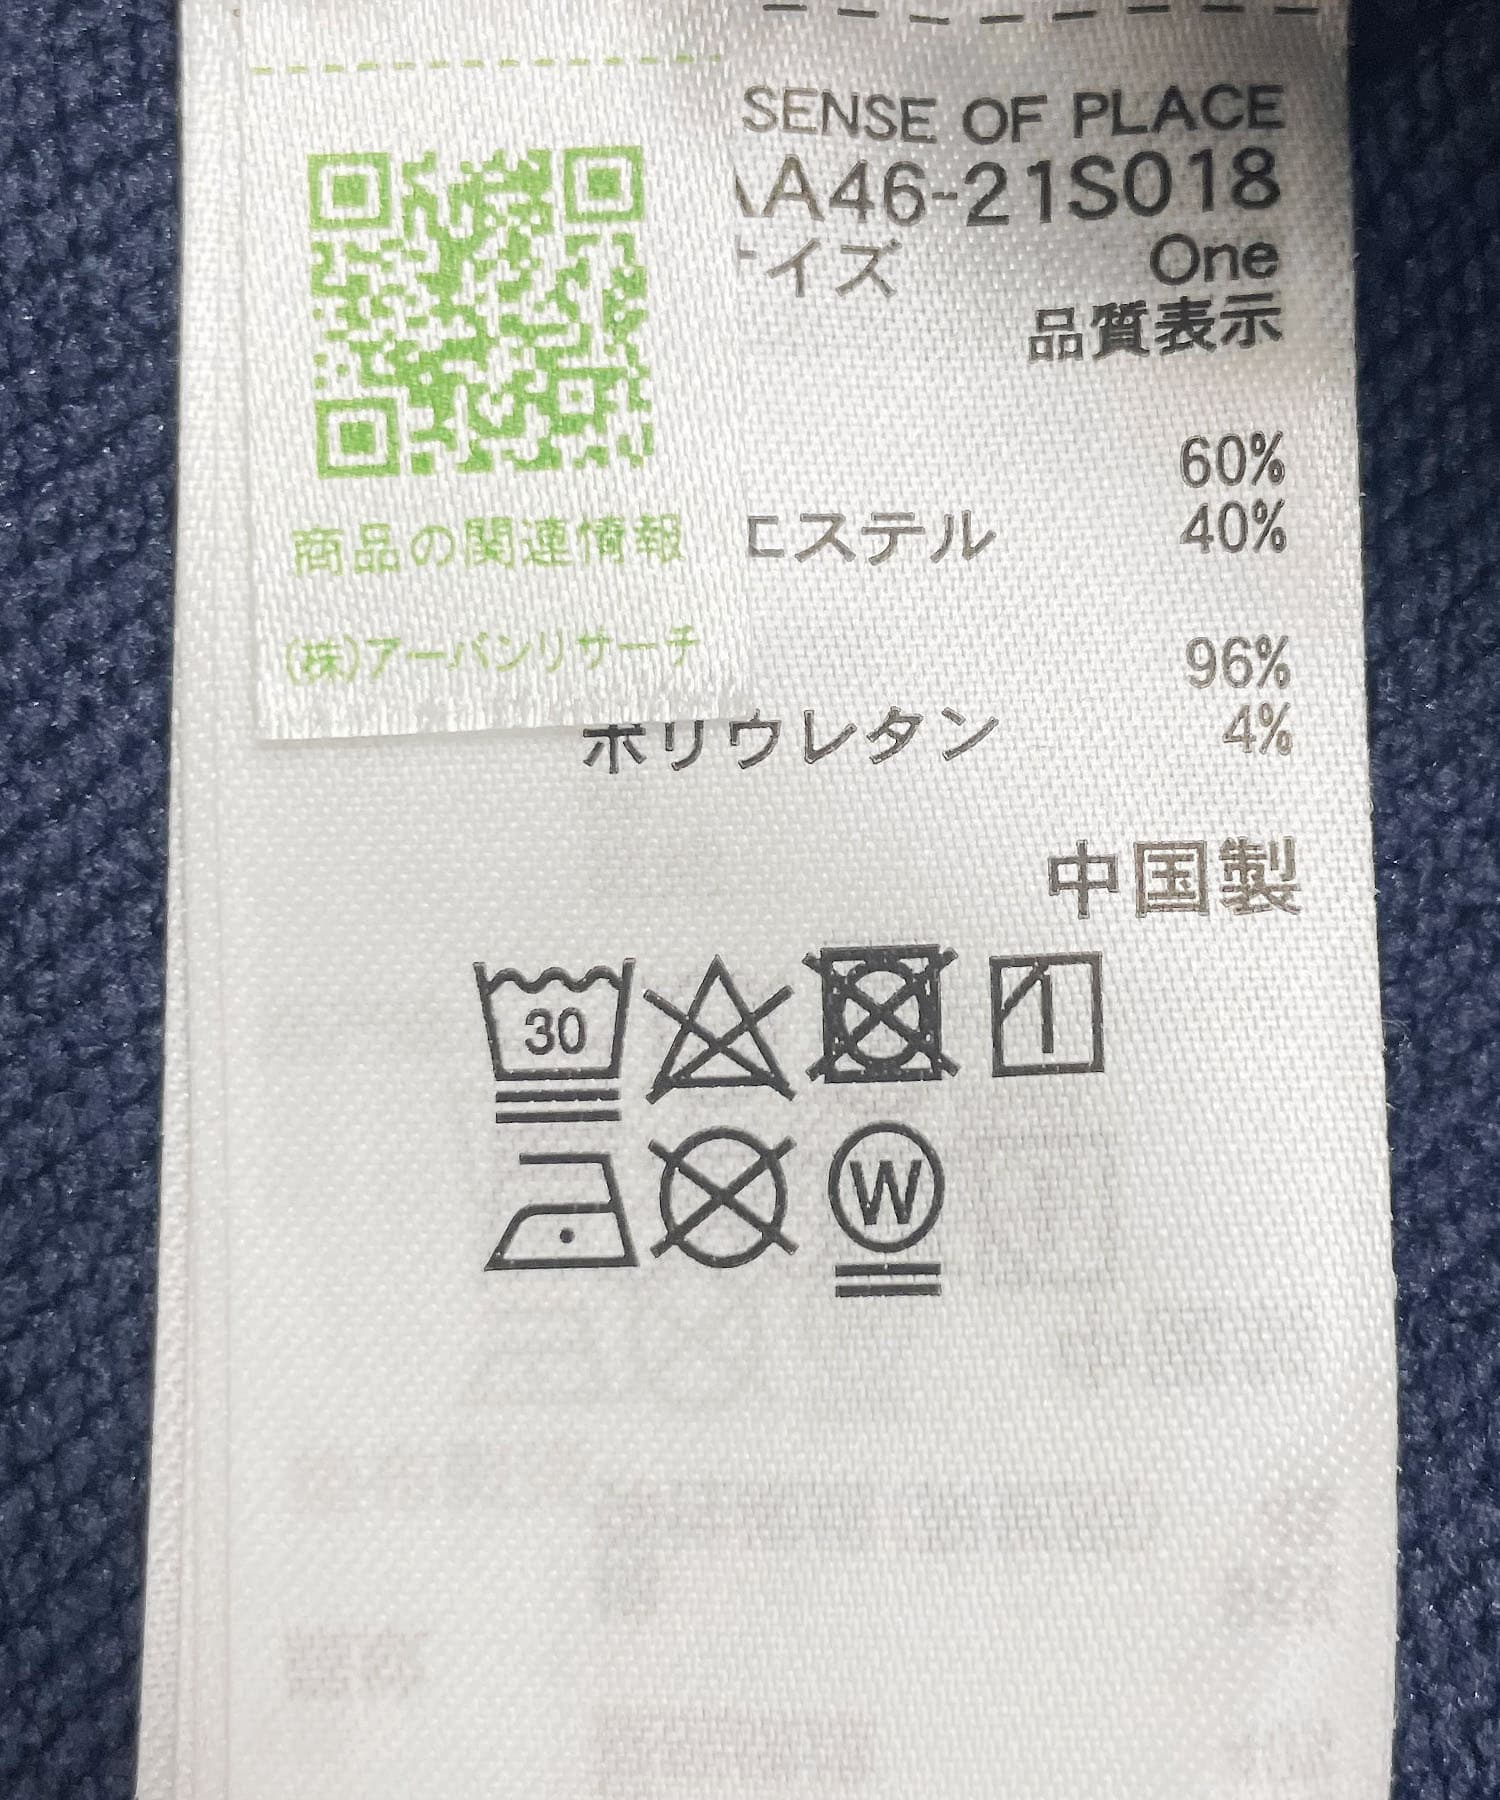 SENSE OF PLACE
A46-21S018
イズ One
品質表示
60%
エステル 40%
96%
ポリウレタン 4%
中国製
商品の関連情報
(株)アーバンリサーチ
30
W